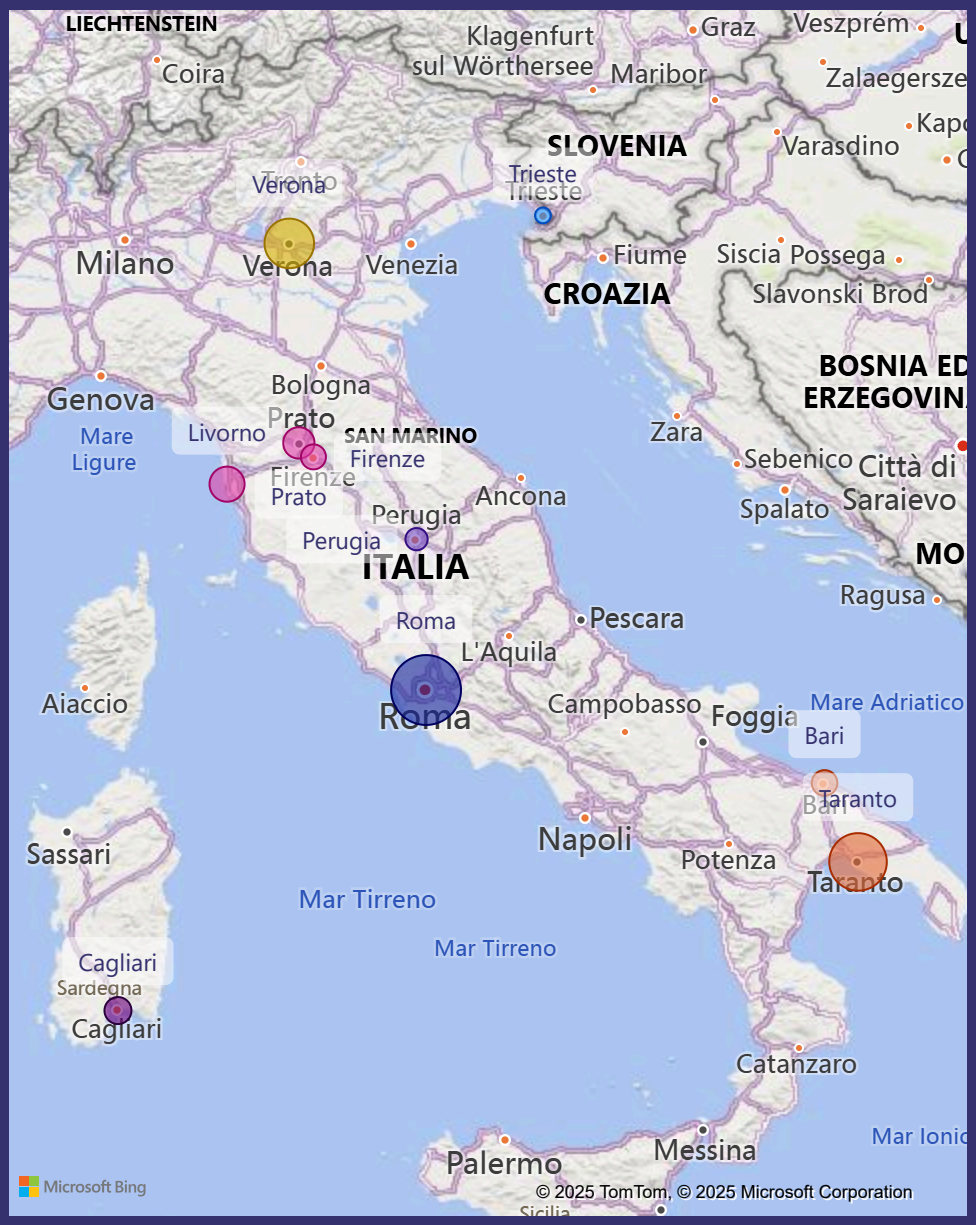 LIECHTENSTEIN
Coira
Klagenfurt
sul Wörthersee
Graz
Veszprém
Maribor
Zalaegersze
SLOVENIA
Varasdino
Kapo
Trento
Verona
Trieste
Trieste
Milano
Verona
Venezia
Fiume
Siscia
Possega
CROAZIA
Slavonski Brod
BOSNIA ED
ERZEGOVIN
Bologna
Genova
Prato
Mare
Ligure
Livorno
SAN MARINO
Firenze
Firenze
Prato
Zara
Sebenico
Città di
Saraievo
Ancona
Spalato
Perugia
Perugia
ITALIA
MO
Ragusa
Roma
Pescara
L'Aquila
Aiaccio
Roma
Campobasso
Foggia
Mare Adriatico
Bari
Bari
Taranto
Napoli
Sassari
Potenza
Taranto
Mar Tirreno
Mar Tirreno
Cagliari
Sardegna
Cagliari
Catanzaro
Mar Ionio
Messina
Palermo
Microsoft Bing
© 2025 TomTom, © 2025 Microsoft Corporation
Sicilia